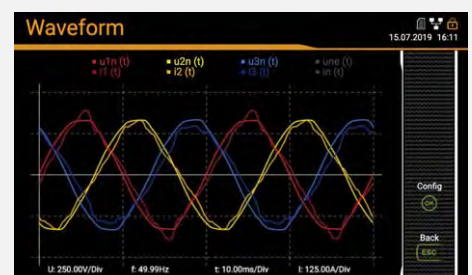 Waveform
15.07.2019 16:11
u1n (t) u2n (t) u3n (t) une (t)
i1 (t) i2 (t) i3 (t) in (t)
Config
OK
Back
ESC
U: 250.00V/Div f: 49.99Hz t: 10.00ms/Div I: 125.00A/Div